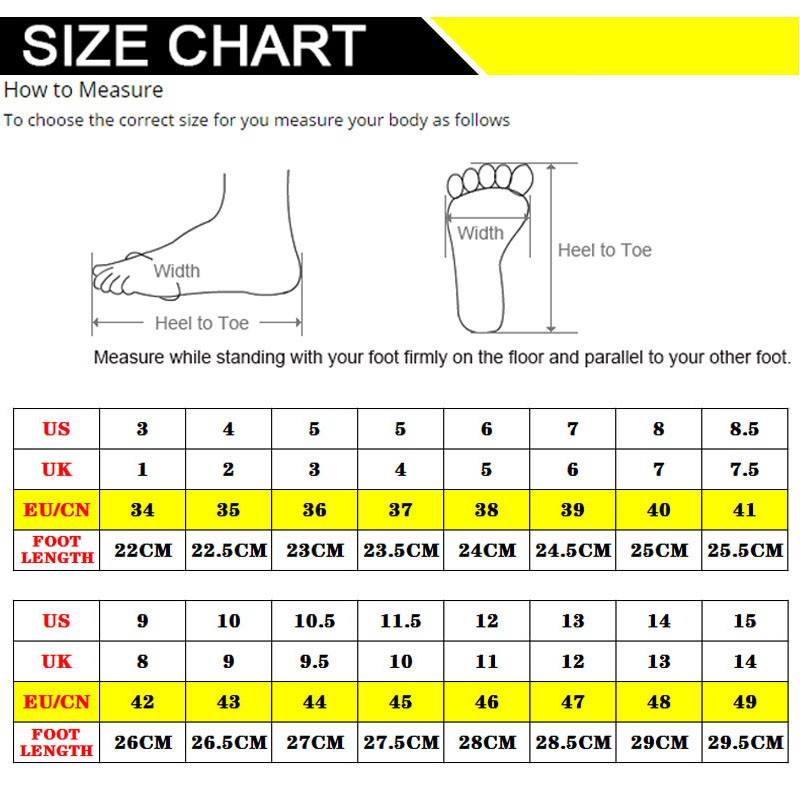 SIZE CHART
How to Measure
To choose the correct size for you measure your body as follows
Width
Heel to Toe
Width
Heel to Toe
Measure while standing with your foot firmly on the floor and parallel to your other foot.
US 3 4 5 5 6 7 8 8.5
UK 1 2 3 4 5 6 7 7.5
EU/CN 34 35 36 37 38 39 40 41
FOOT LENGTH 22CM 22.5CM 23CM 23.5CM 24CM 24.5CM 25CM 25.5CM
US 9 10 10.5 11.5 12 13 14 15
UK 8 9 9.5 10 11 12 13 14
EU/CN 42 43 44 45 46 47 48 49
FOOT LENGTH 26CM 26.5CM 27CM 27.5CM 28CM 28.5CM 29CM 29.5CM